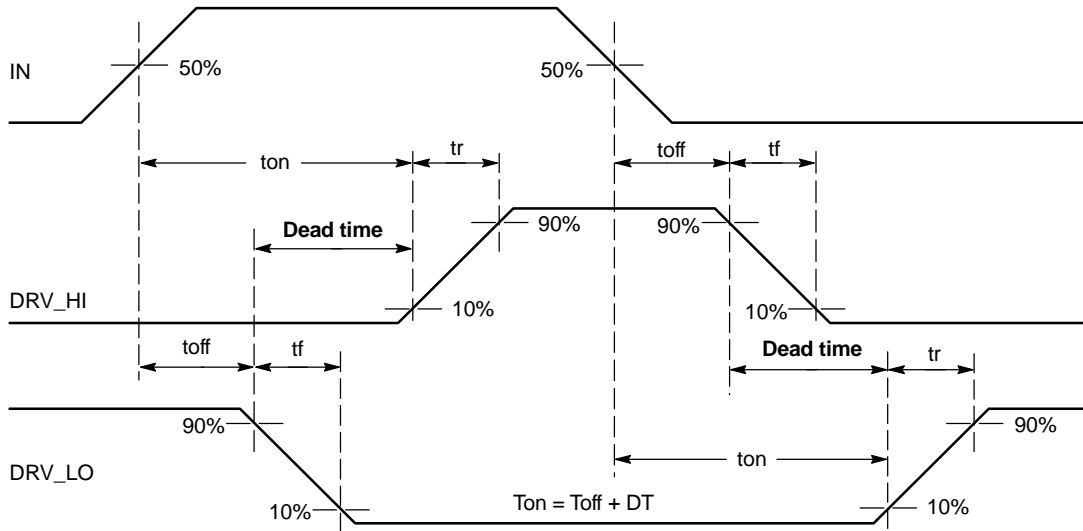 IN
50%
50%
ton
tr
toff
tf
Dead time
90%
90%
DRV_HI
10%
10%
toff
tf
Dead time
tr
90%
90%
DRV_LO
ton
10%
Ton = Toff + DT
10%